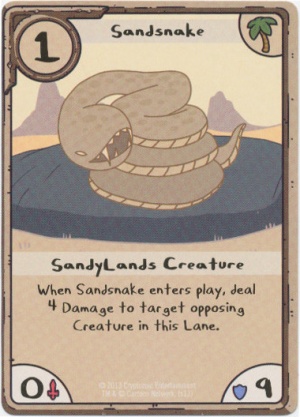 1
Sandsnake
SandyLands Creature
When Sandsnake enters play, deal
4 Damage to target opposing
Creature in this Lane.
0
9